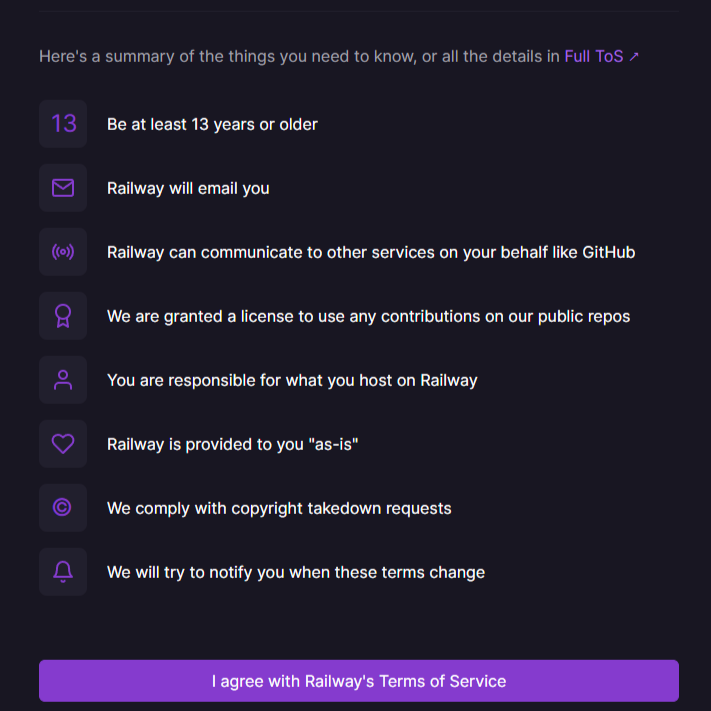 Here's a summary of the things you need to know, or all the details in Full ToS ↗
13 Be at least 13 years or older
Railway will email you
Railway can communicate to other services on your behalf like GitHub
We are granted a license to use any contributions on our public repos
You are responsible for what you host on Railway
Railway is provided to you "as-is"
© We comply with copyright takedown requests
We will try to notify you when these terms change
I agree with Railway's Terms of Service